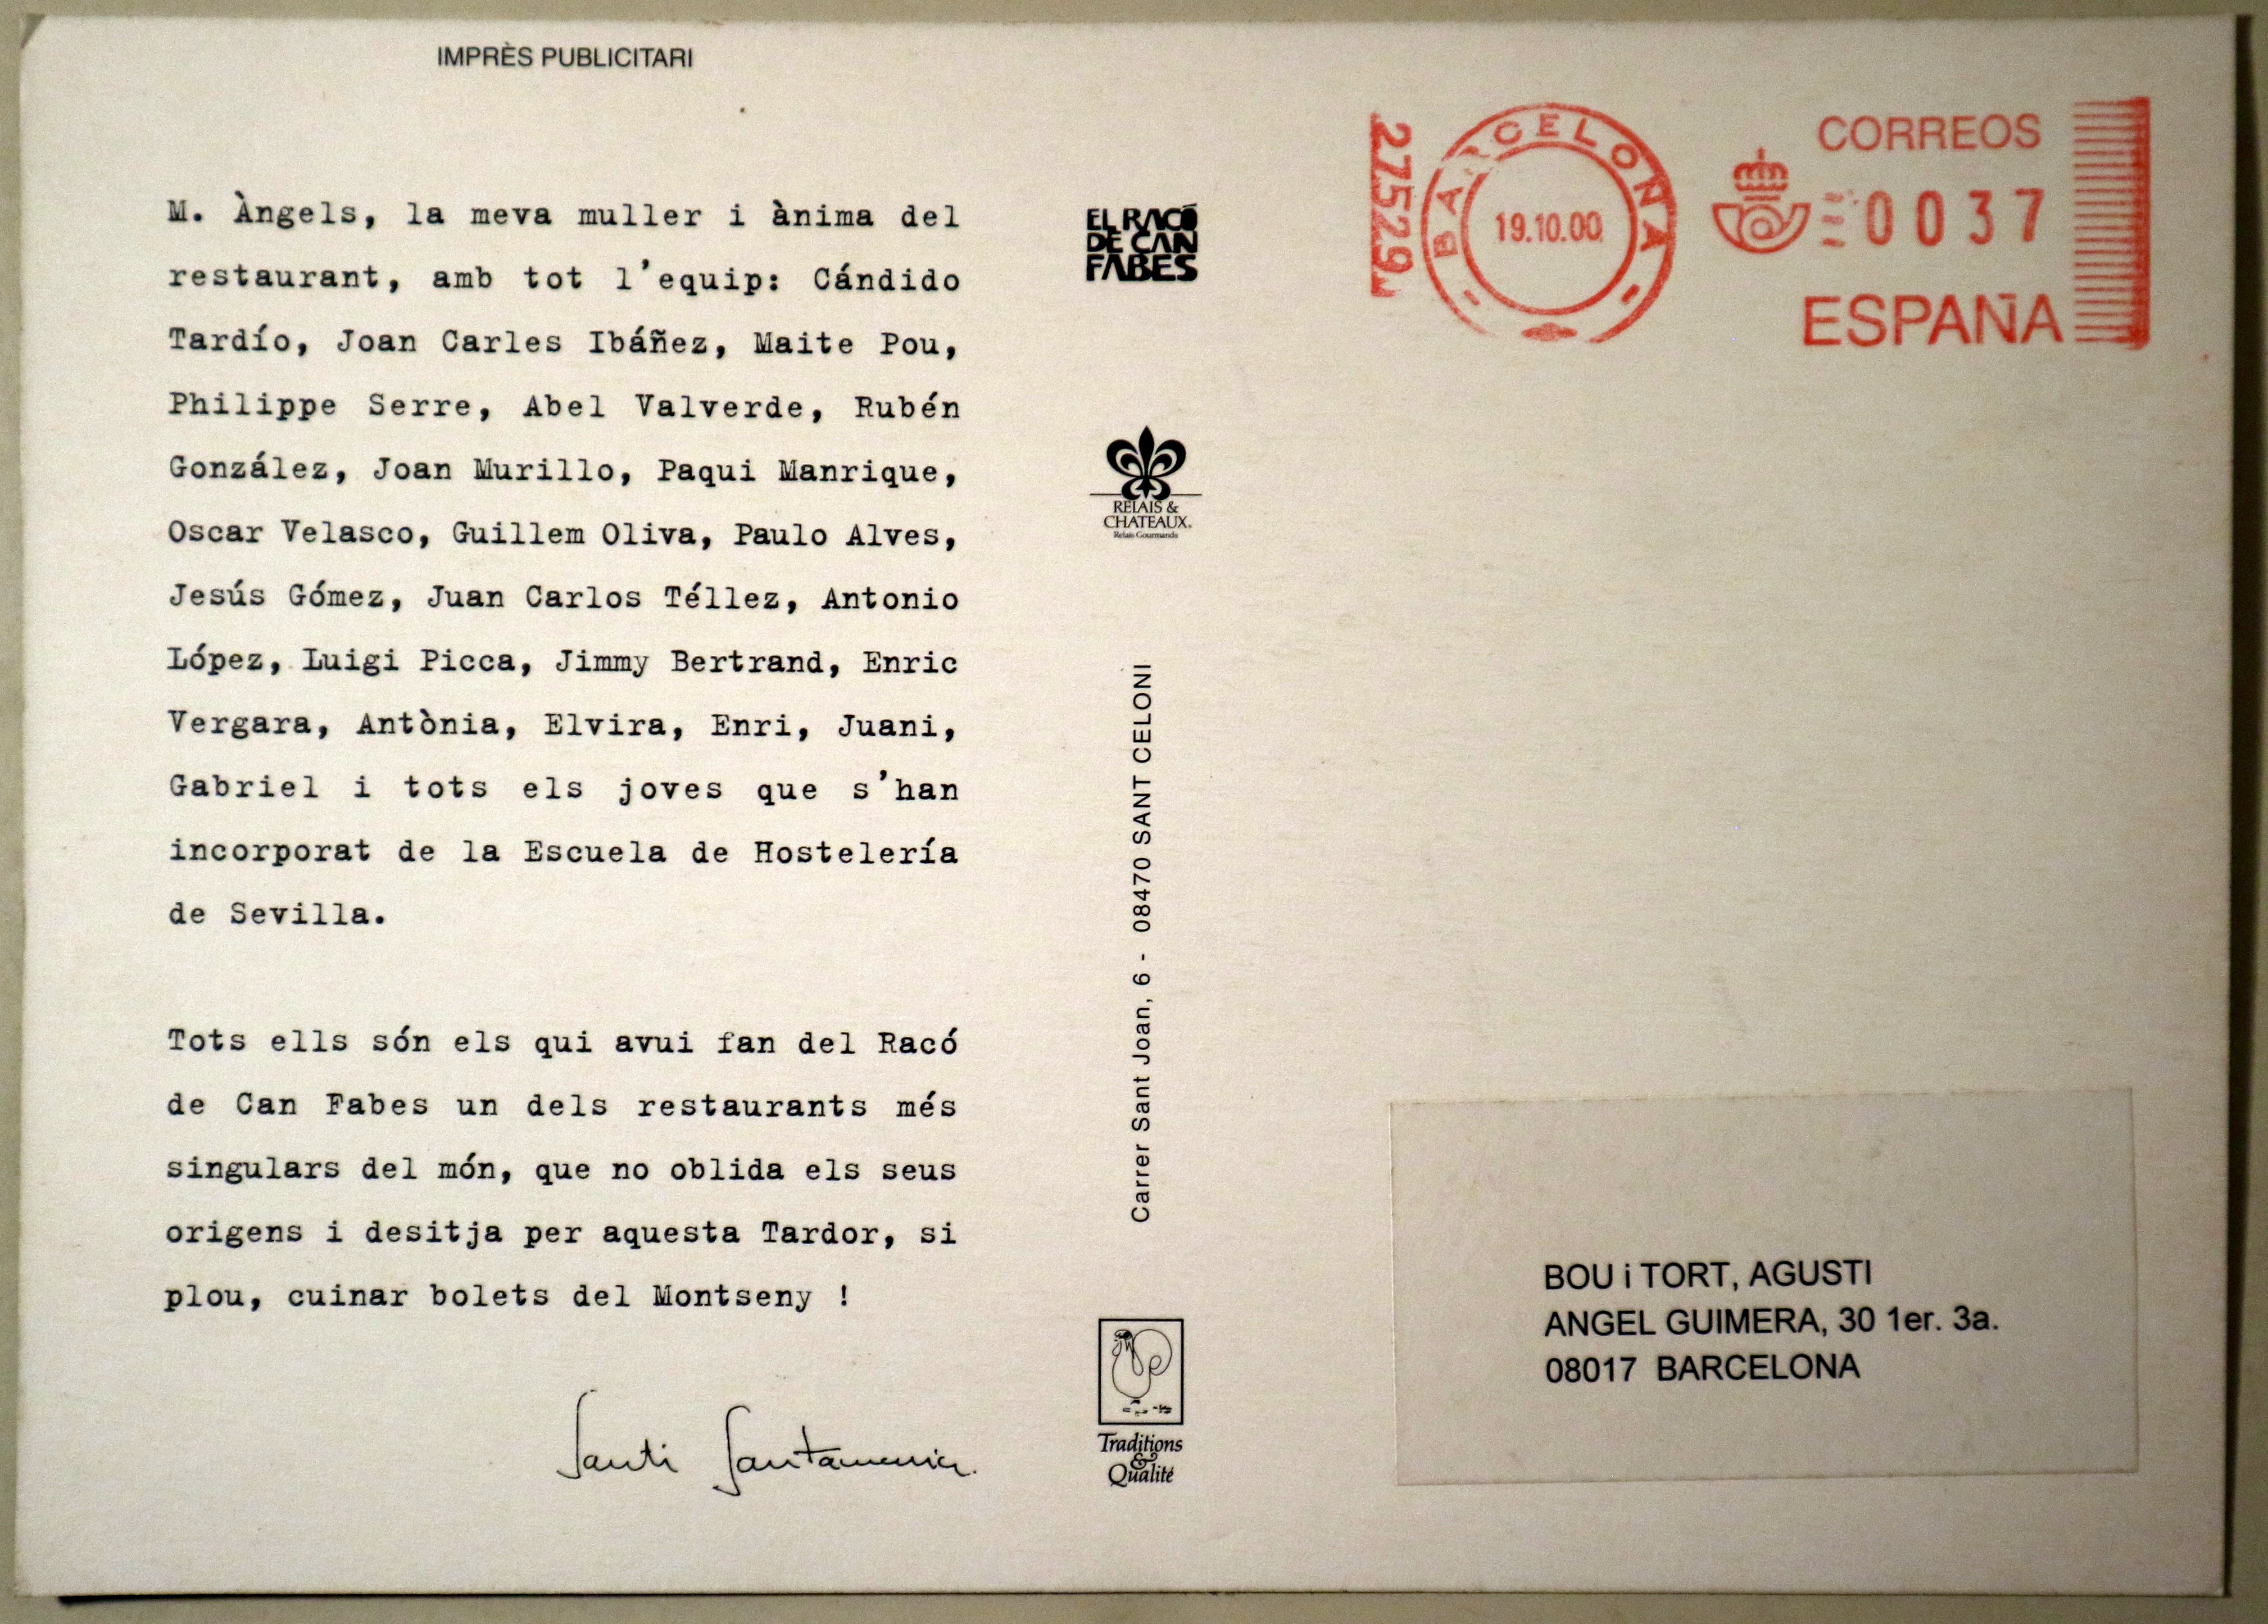 IMPRÈS PUBLICITARI
M. Àngels, la meva muller i ànima del
restaurant, amb tot l'equip: Cándido
Tardío, Joan Carles Ibáñez, Maite Pou,
Philippe Serre, Abel Valverde, Rubén
González, Joan Murillo, Paqui Manrique,
Oscar Velasco, Guillem Oliva, Paulo Alves,
Jesús Gómez, Juan Carlos Téllez, Antonio
López, Luigi Picca, Jimmy Bertrand, Enric
Vergara, Antònia, Elvira, Enri, Juani,
Gabriel i tots els joves que s'han
incorporat de la Escuela de Hostelería
de Sevilla.
Tots ells són els qui avui fan del Racó
de Can Fabes un dels restaurants més
singulars del món, que no oblida els seus
origens i desitja per aquesta Tardor, si
plou, cuinar bolets del Montseny !
Santi Santamaria.
EL RACÓ
DE CAN
FABES
RELAIS &
CHATEAUX®
Relais Gourmands
Carrer Sant Joan, 6 - 08470 SANT CELONI
Traditions
&
Qualité
27529
BARCELONA
19.10.00
CORREOS
0037
ESPAÑA
BOU i TORT, AGUSTI
ANGEL GUIMERA, 30 1er. 3a.
08017 BARCELONA